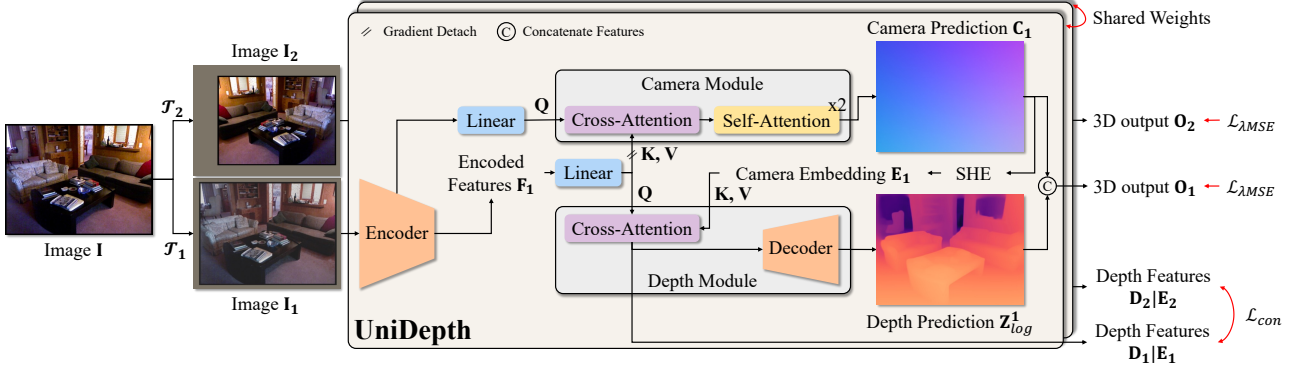 Gradient Detach
C Concatenate Features
Camera Prediction C₁
Shared Weights
Image I₂
Camera Module
𝒯₂
Linear
Q
Cross-Attention
Self-Attention
x2
3D output O₂
ℒλMSE
K, V
Encoded
Features F₁
Linear
Camera Embedding E₁
SHE
C
3D output O₁
ℒλMSE
Q
K, V
Image I
𝒯₁
Encoder
Cross-Attention
Decoder
Depth Module
Image I₁
Depth Features
D₂|E₂
ℒcon
UniDepth
Depth Prediction Z¹log
Depth Features
D₁|E₁